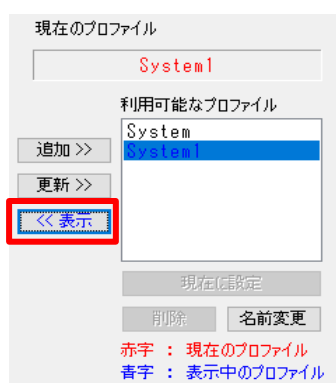 現在のプロファイル
System1
利用可能なプロファイル
System
System1
追加 >>
更新 >>
<< 表示
現在に設定
削除
名前変更
赤字 : 現在のプロファイル
青字 : 表示中のプロファイル